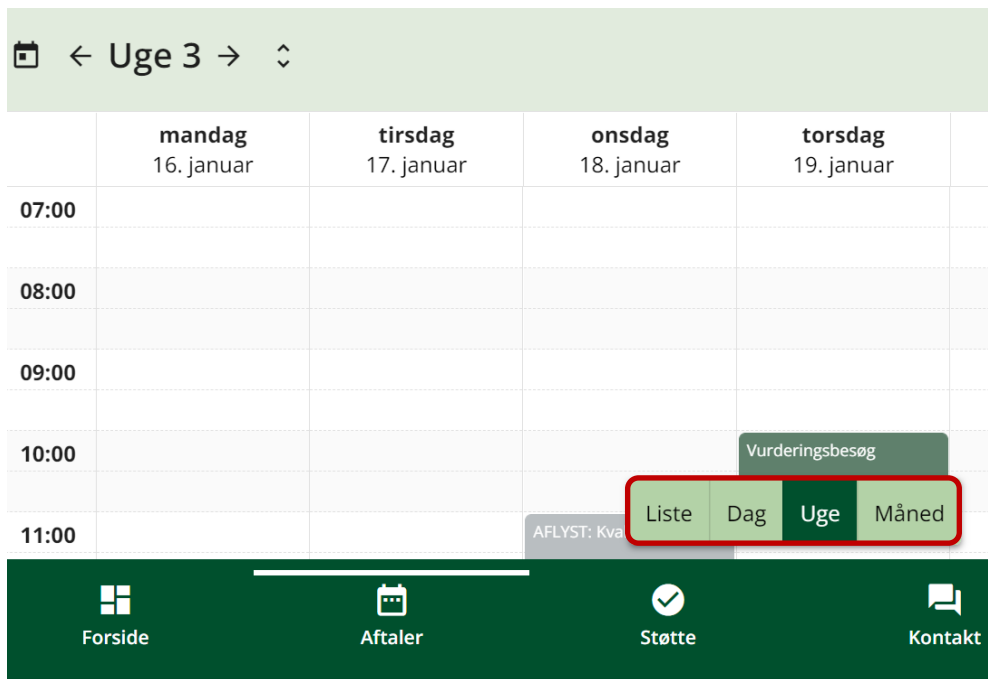 Uge 3
mandag tirsdag onsdag torsdag
16. januar 17. januar 18. januar 19. januar
07:00
08:00
09:00
10:00
Vurderingsbesøg
Liste Dag Uge Måned
11:00
AFLYST: Kva
Forside Aftaler Støtte Kontakt